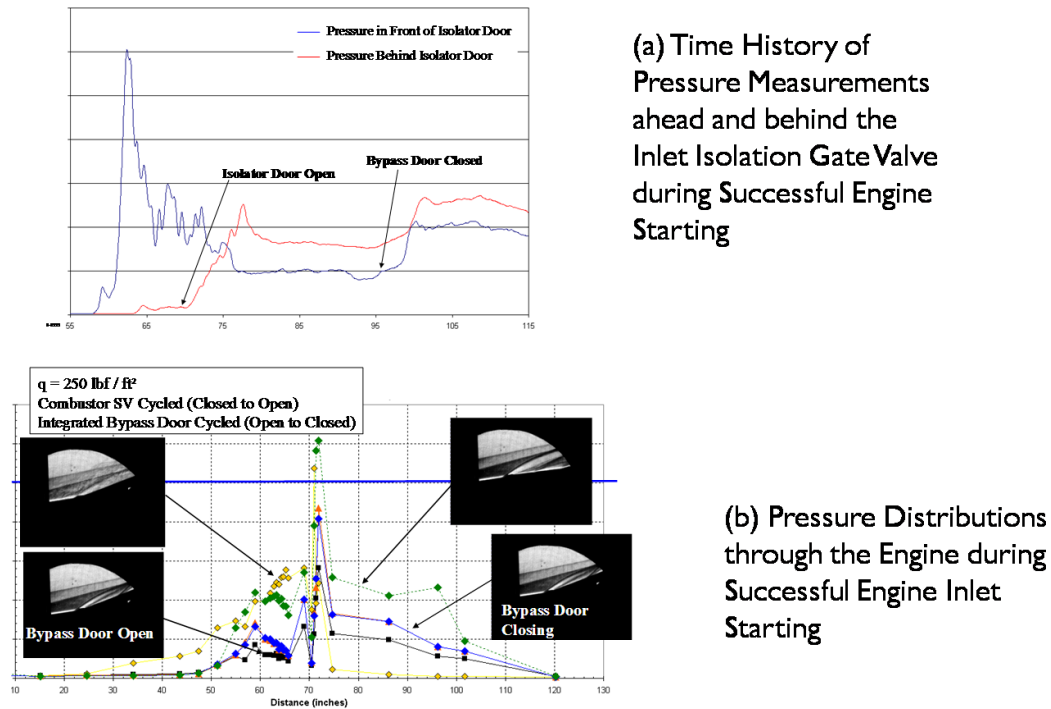 Pressure in Front of Isolator Door
Pressure Behind Isolator Door
Isolator Door Open
Bypass Door Closed
55 65 75 85 95 105 115
(a) Time History of
Pressure Measurements
ahead and behind the
Inlet Isolation Gate Valve
during Successful Engine
Starting
q = 250 lbf / ft²
Combustor SV Cycled (Closed to Open)
Integrated Bypass Door Cycled (Open to Closed)
Bypass Door Open
Bypass Door
Closing
10 20 30 40 50 60 70 80 90 100 110 120 130
Distance (inches)
(b) Pressure Distributions
through the Engine during
Successful Engine Inlet
Starting